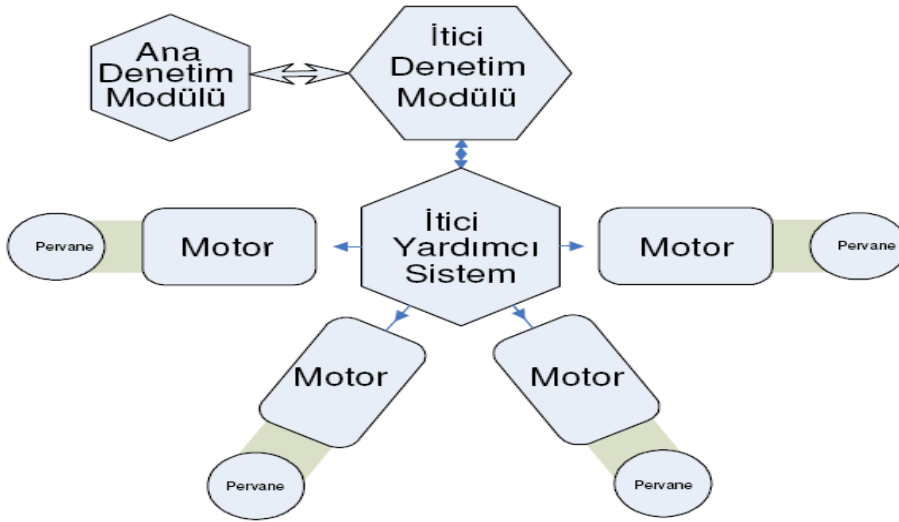 Ana
Denetim
Modülü
İtici
Denetim
Modülü
İtici
Yardımcı
Sistem
Pervane
Motor
Motor
Pervane
Motor
Motor
Pervane
Pervane